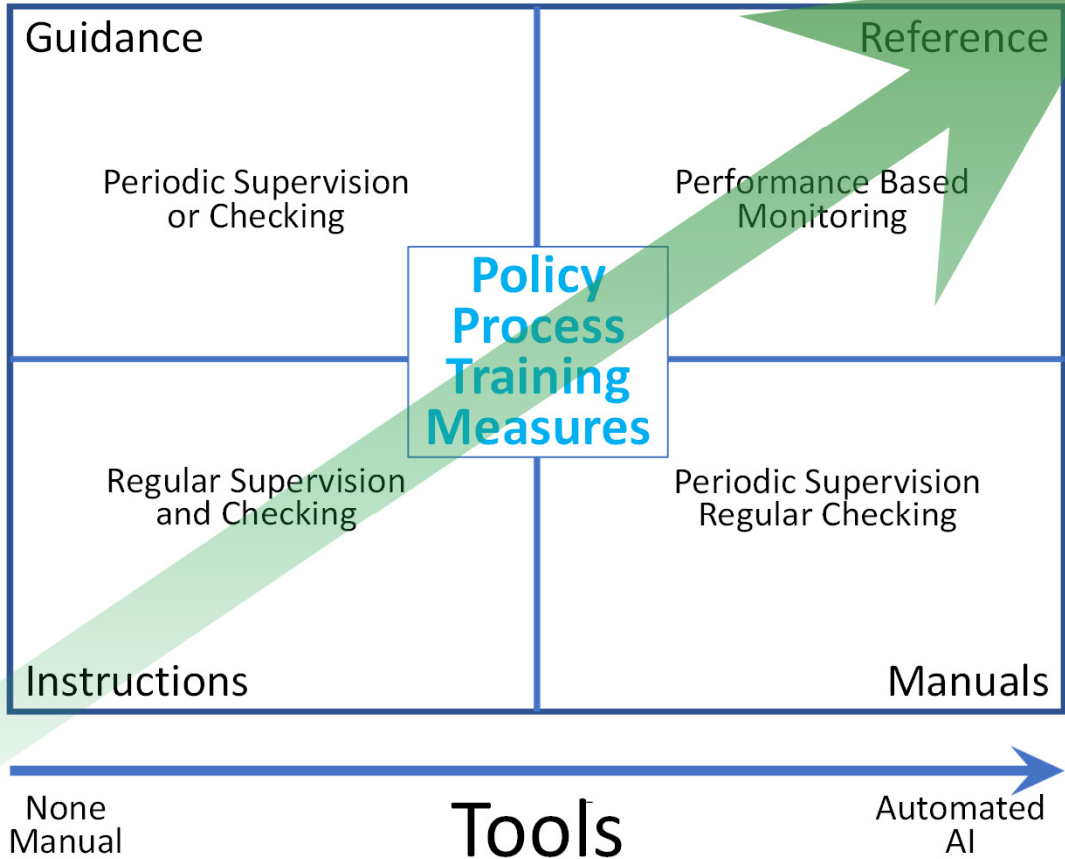 Guidance
Reference
Periodic Supervision
or Checking
Performance Based
Monitoring
Policy
Process
Training
Measures
Regular Supervision
and Checking
Periodic Supervision
Regular Checking
Instructions
Manuals
None
Manual
Tools
Automated
AI